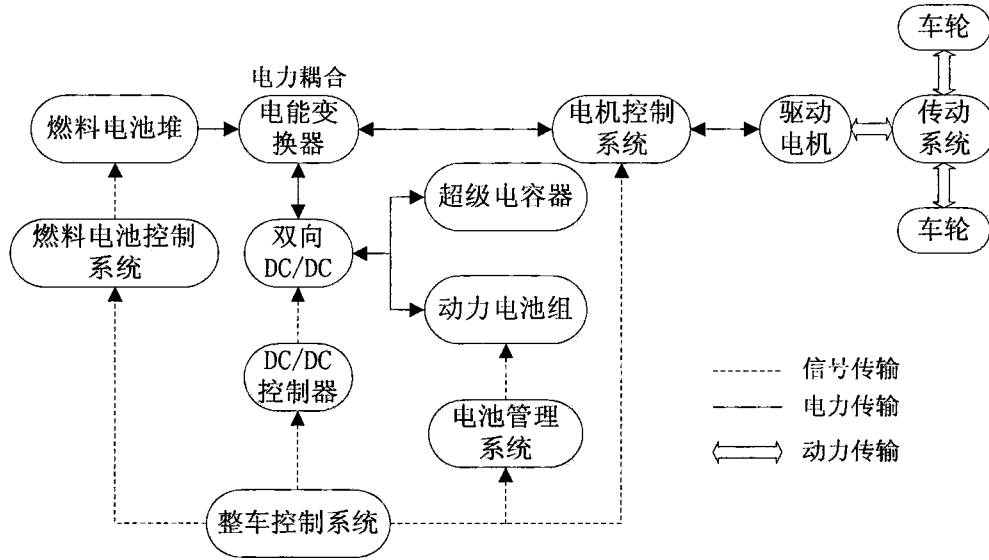 车轮
电力耦合
燃料电池堆
电能变
换器
电机控制
系统
驱动
电机
传动
系统
超级电容器
车轮
燃料电池控制
系统
双向
DC/DC
动力电池组
DC/DC
控制器
电池管理
系统
整车控制系统
信号传输
电力传输
动力传输